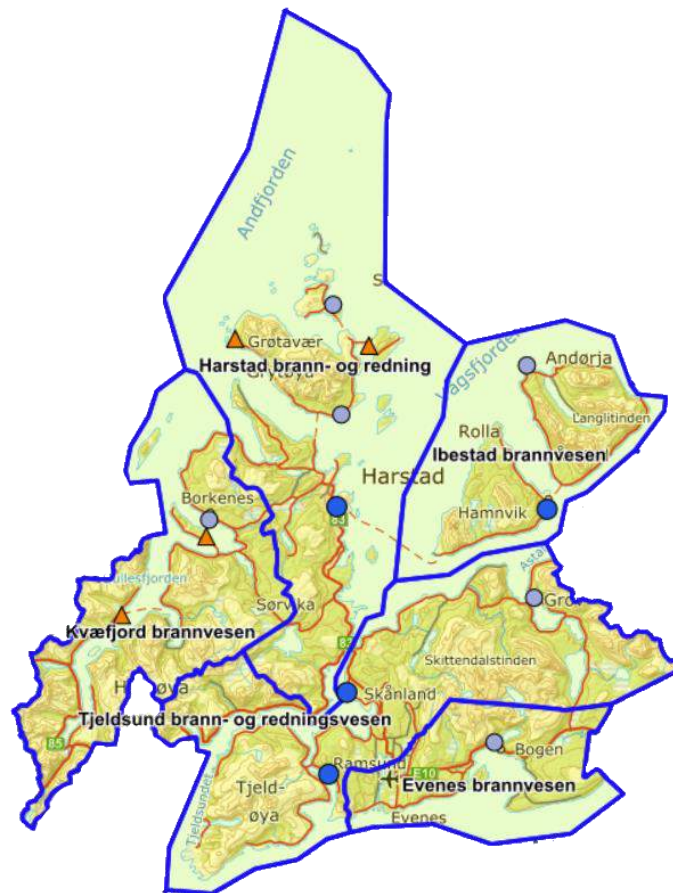 Andfjorden
S
Grøtavær
Grytøya
Harstad brann- og redning
Vågsfjorden
Andørja
Langlitinden
Rolla
Ibestad brannvesen
Harstad
83
Hamnvik
Borkenes
Gullesfjorden
Sørvika
Kvæfjord brannvesen
83
Astaf
Grov
Skittendalstinden
Hinnøya
Skånland
Tjeldsund brann- og redningsvesen
85
Ramsund
Bogen
E10
Evenes brannvesen
Tjeld-
øya
Tjeldsundet
Evenes